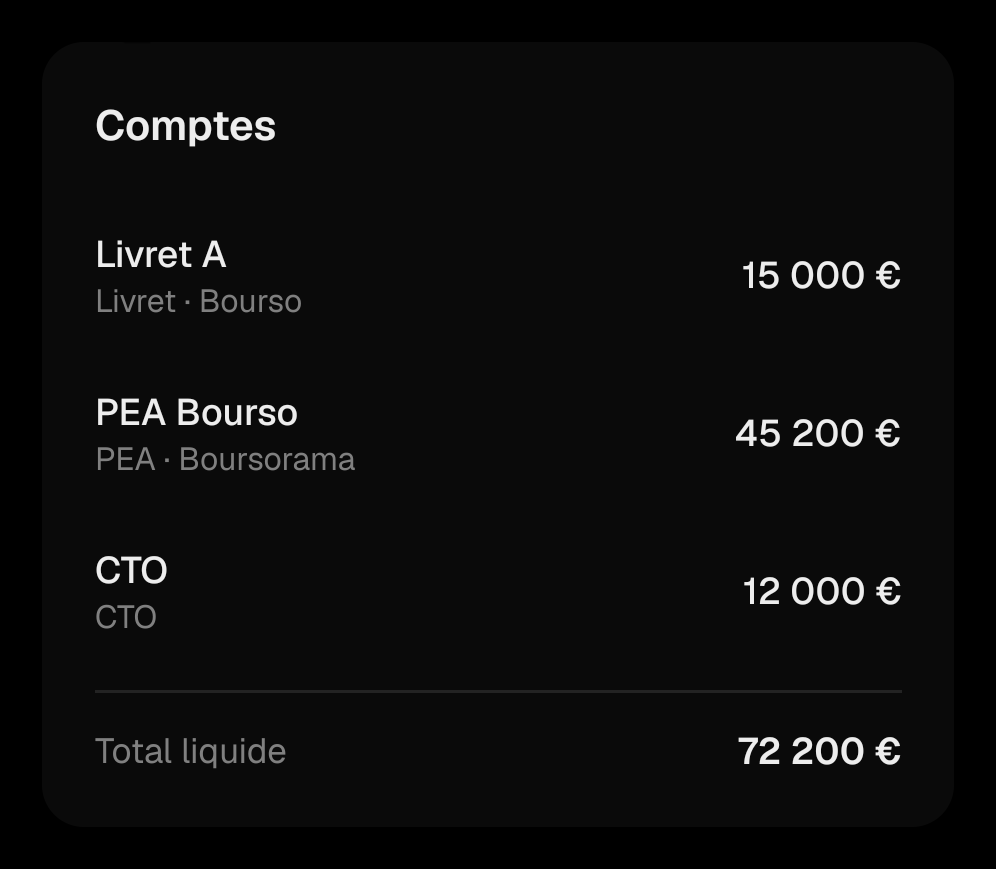 Comptes
Livret A
Livret · Bourso
15 000 €
PEA Bourso
PEA · Boursorama
45 200 €
CTO
CTO
12 000 €
Total liquide
72 200 €